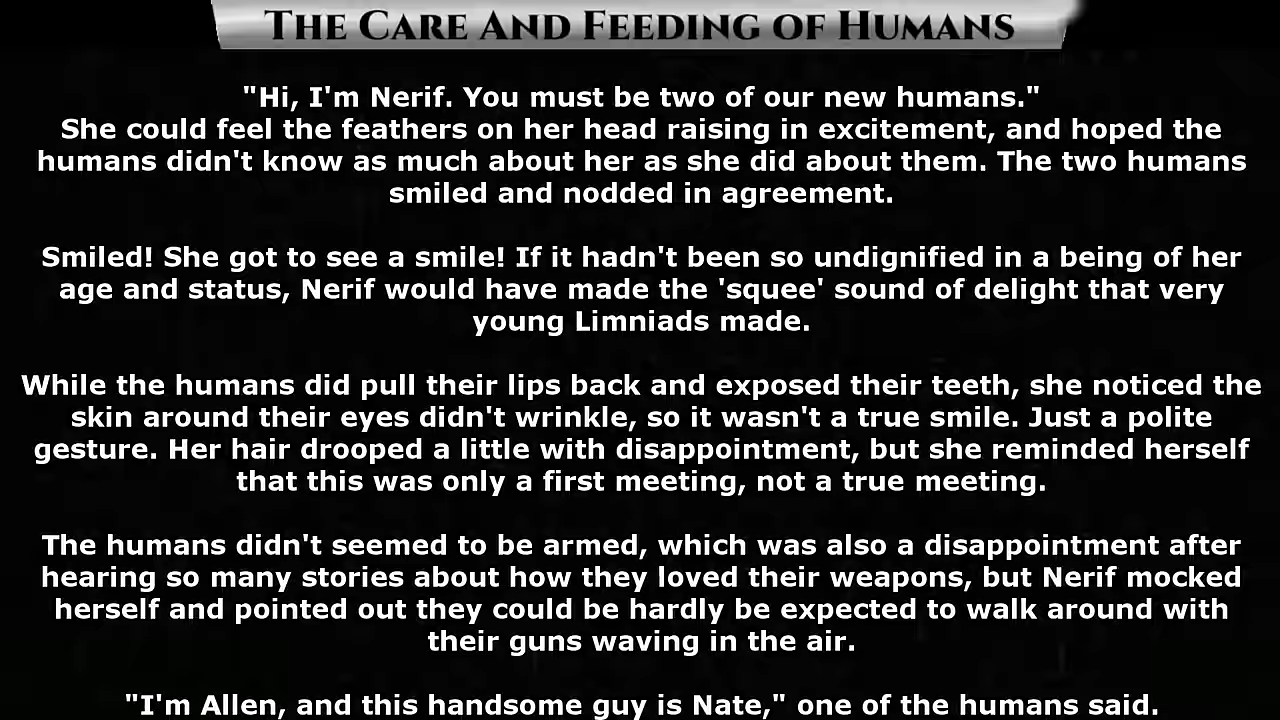 The Care And Feeding of Humans
"Hi, I'm Nerif. You must be two of our new humans."
She could feel the feathers on her head raising in excitement, and hoped the
humans didn't know as much about her as she did about them. The two humans
smiled and nodded in agreement.
Smiled! She got to see a smile! If it hadn't been so undignified in a being of her
age and status, Nerif would have made the 'squee' sound of delight that very
young Limniads made.
While the humans did pull their lips back and exposed their teeth, she noticed the
skin around their eyes didn't wrinkle, so it wasn't a true smile. Just a polite
gesture. Her hair drooped a little with disappointment, but she reminded herself
that this was only a first meeting, not a true meeting.
The humans didn't seemed to be armed, which was also a disappointment after
hearing so many stories about how they loved their weapons, but Nerif mocked
herself and pointed out they could be hardly be expected to walk around with
their guns waving in the air.
"I'm Allen, and this handsome guy is Nate," one of the humans said.